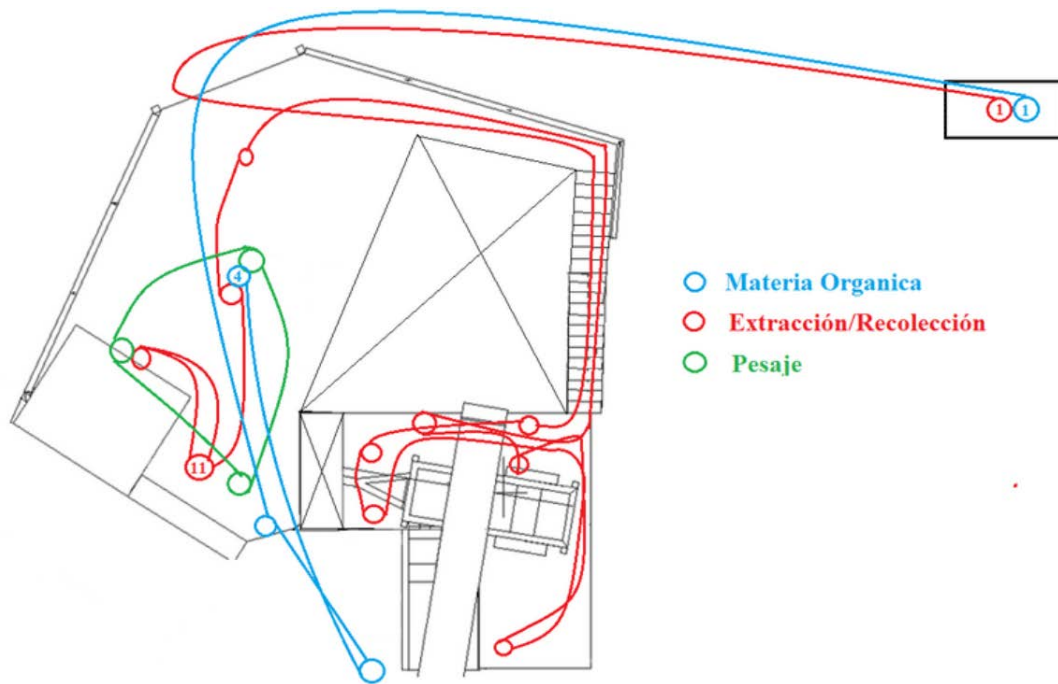 1 1
4
Materia Organica
Extracción/Recolección
Pesaje
11